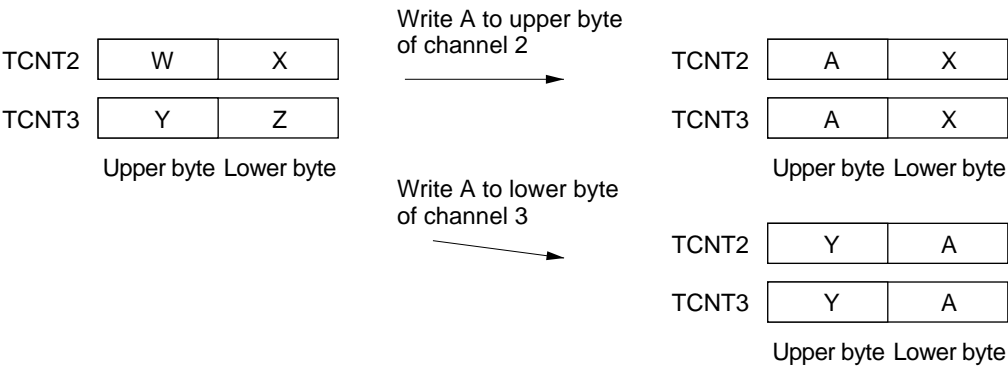 Write A to upper byte
of channel 2
TCNT2 W X
TCNT3 Y Z
Upper byte Lower byte
TCNT2 A X
TCNT3 A X
Upper byte Lower byte
Write A to lower byte
of channel 3
TCNT2 Y A
TCNT3 Y A
Upper byte Lower byte